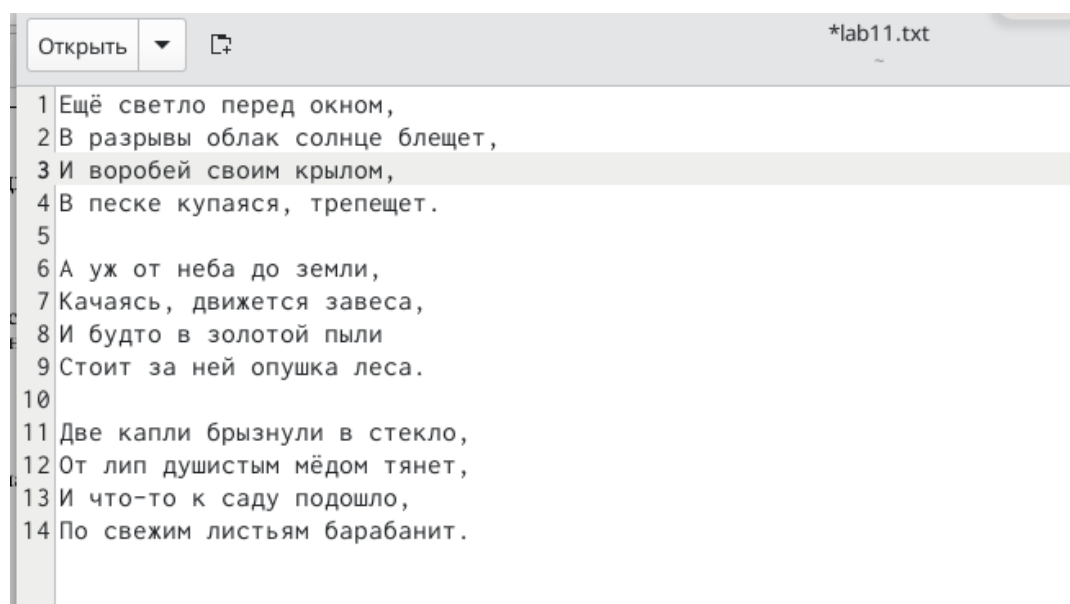 Открыть
*lab11.txt
~
1 Ещё светло перед окном,
2 В разрывы облак солнце блещет,
3 И воробей своим крылом,
4 В песке купаяся, трепещет.
5
6 А уж от неба до земли,
7 Качаясь, движется завеса,
8 И будто в золотой пыли
9 Стоит за ней опушка леса.
10
11 Две капли брызнули в стекло,
12 От лип душистым мёдом тянет,
13 И что-то к саду подошло,
14 По свежим листьям барабанит.